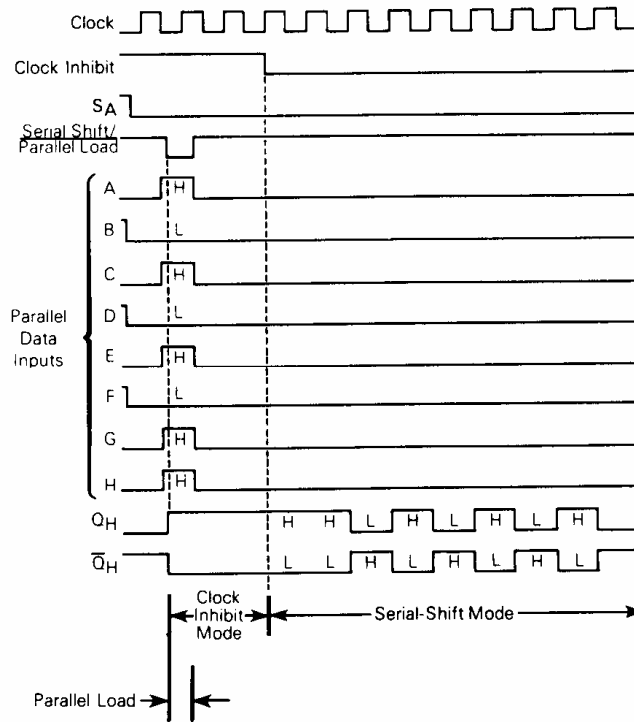 Clock
Clock Inhibit
SA
Serial Shift/
Parallel Load
A
H
B
L
C
H
Parallel
Data
Inputs
D
L
E
H
F
L
G
H
H
H
QH
H H L H L H L H
Q̅H
L L H L H L H L
Clock
Inhibit
Mode
Serial-Shift Mode
Parallel Load